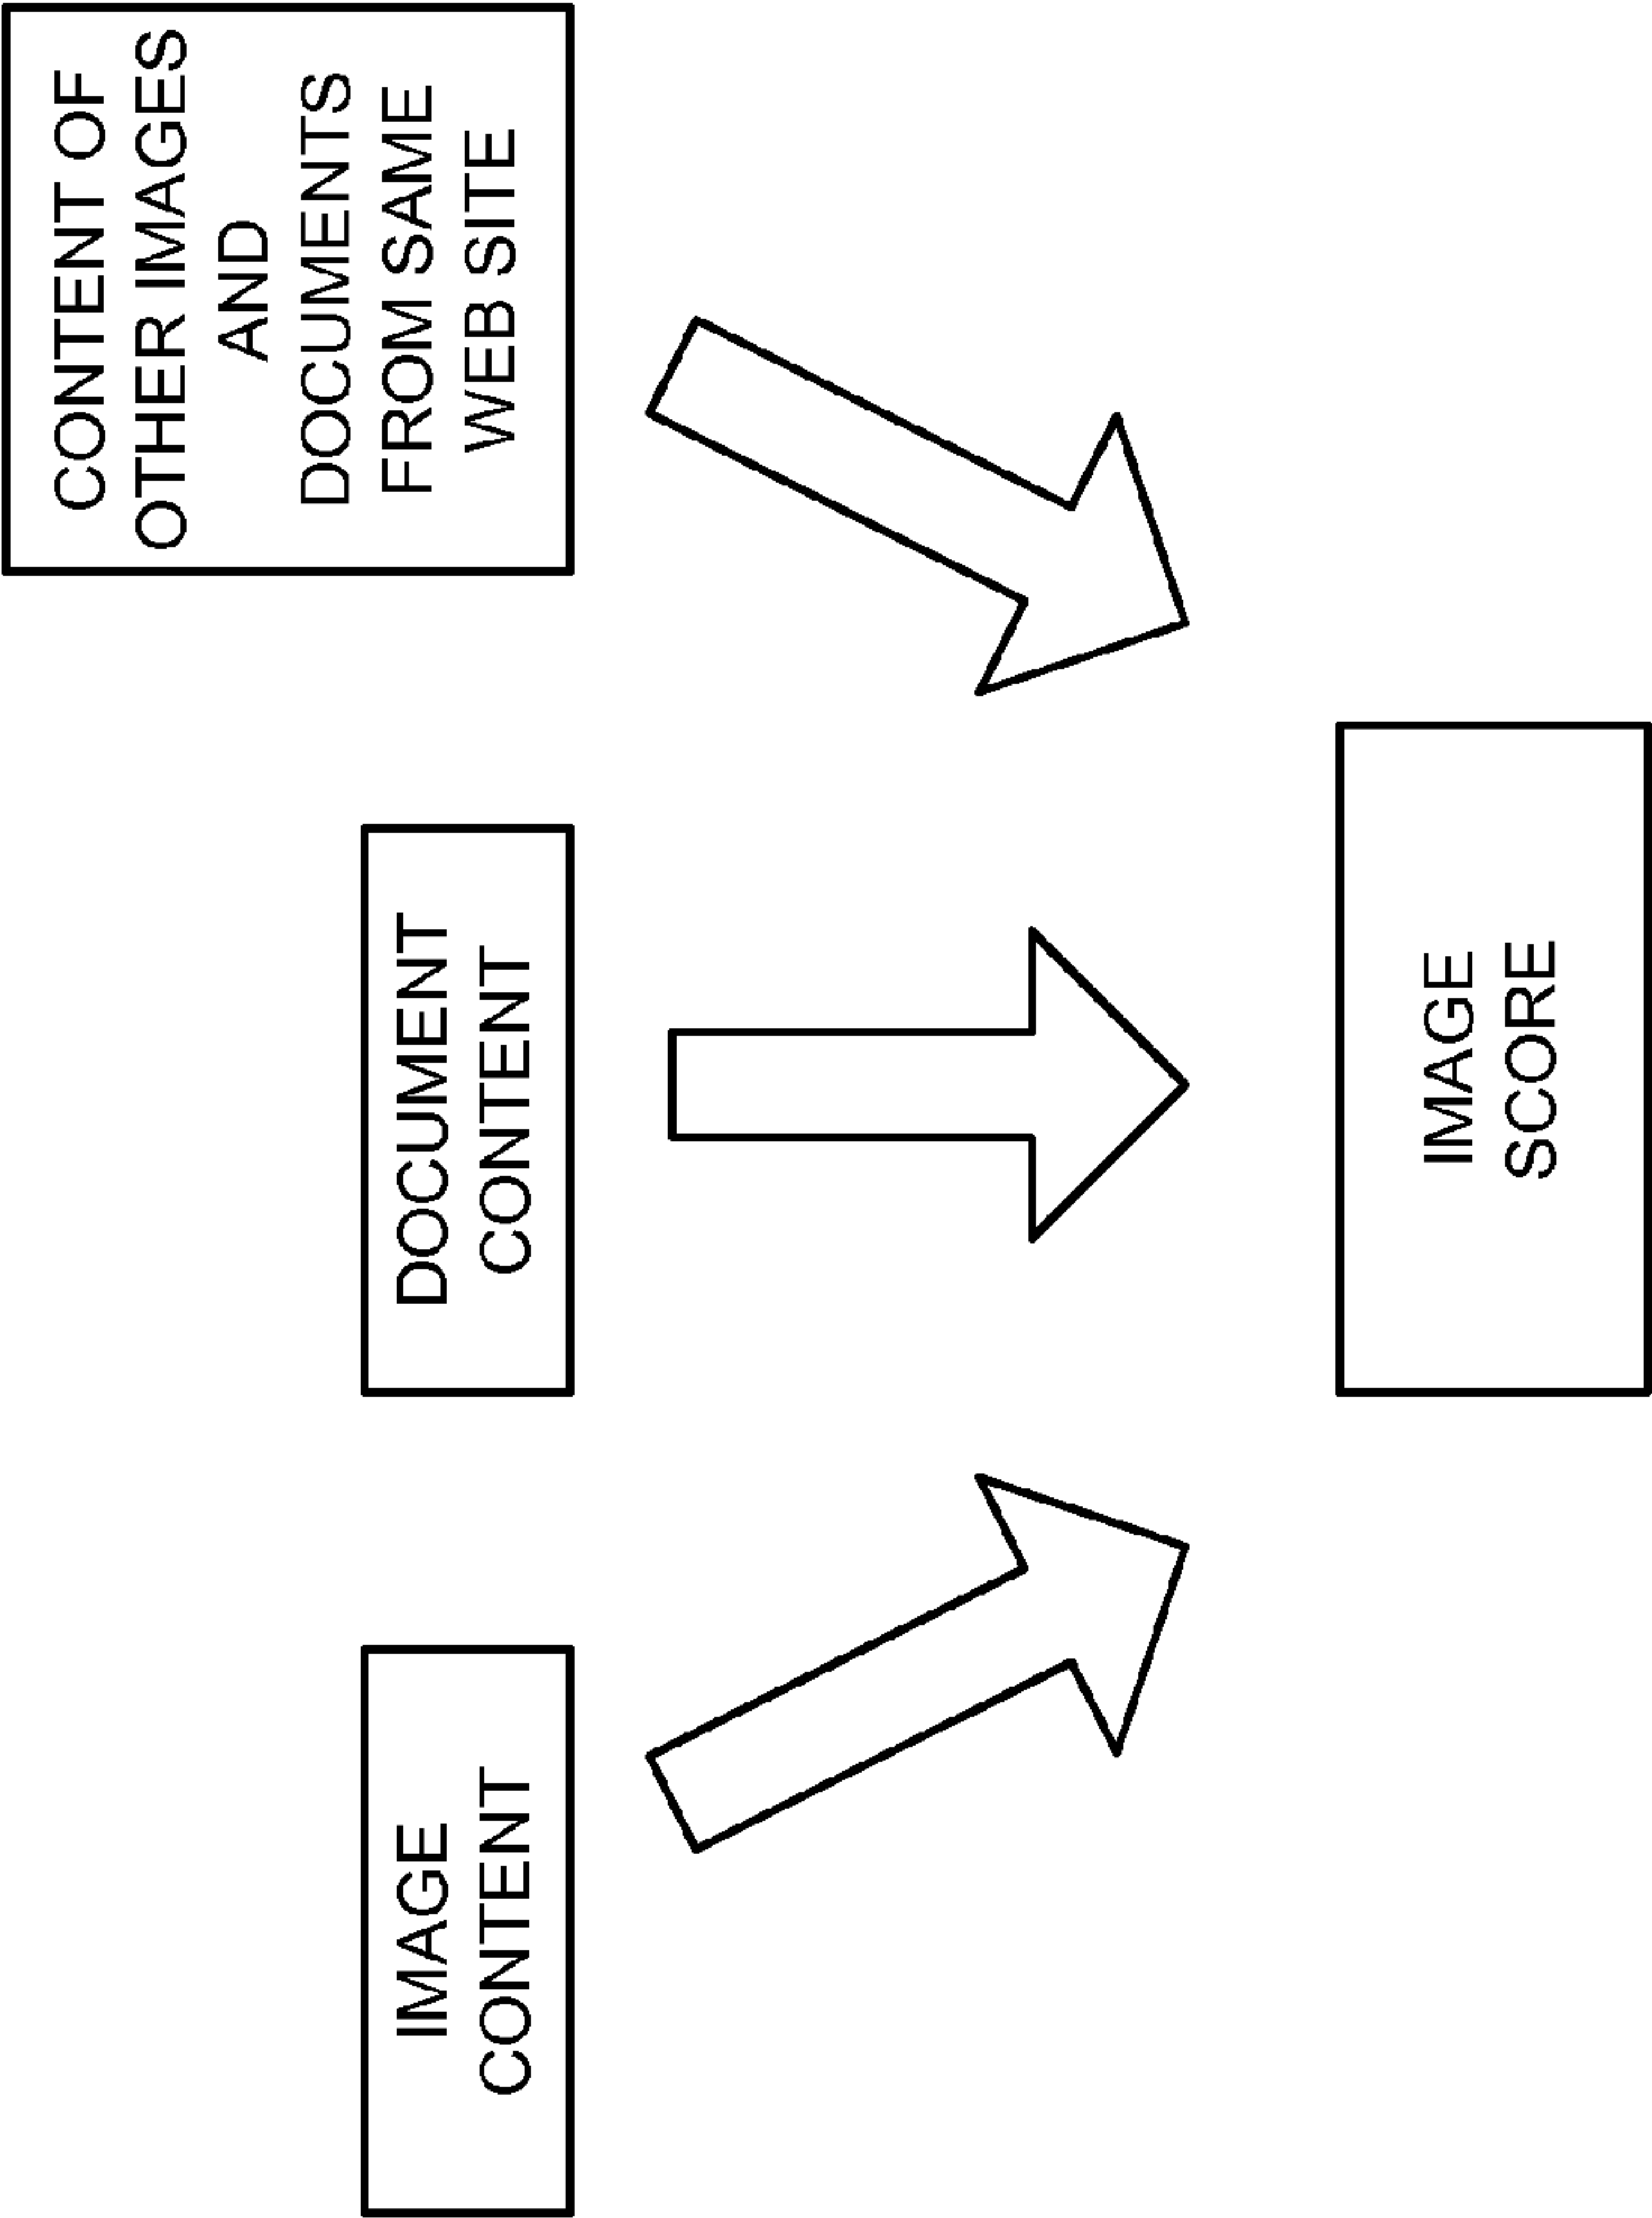 IMAGE
CONTENT
DOCUMENT
CONTENT
CONTENT OF
OTHER IMAGES
AND
DOCUMENTS
FROM SAME
WEB SITE
IMAGE
SCORE